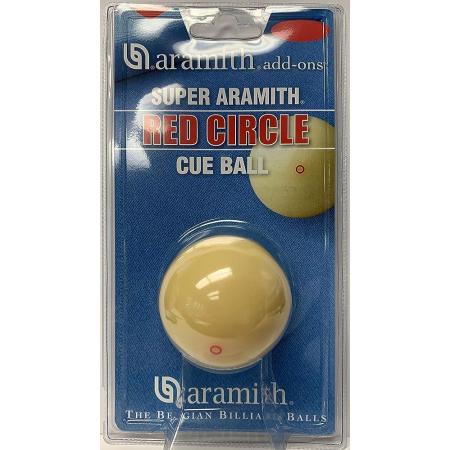 aramith® add-ons
SUPER ARAMITH®
RED CIRCLE
CUE BALL
aramith®
THE BELGIAN BILLIARD BALLS